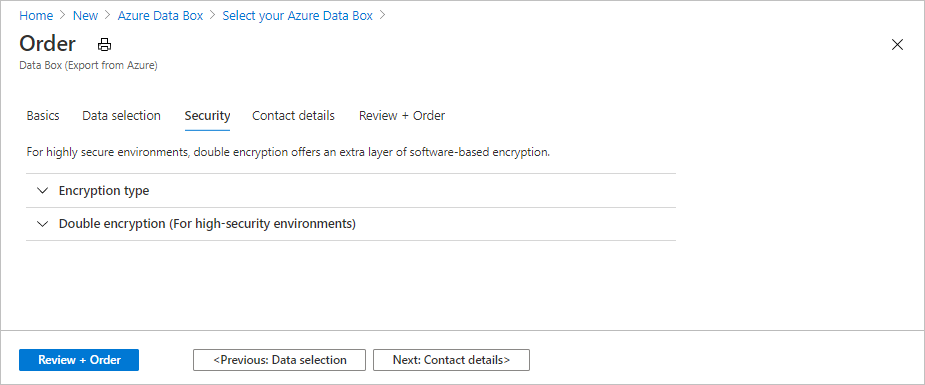 Home > New > Azure Data Box > Select your Azure Data Box >
Order
Data Box (Export from Azure)
Basics Data selection Security Contact details Review + Order
For highly secure environments, double encryption offers an extra layer of software-based encryption.
Encryption type
Double encryption (For high-security environments)
Review + Order <Previous: Data selection Next: Contact details>